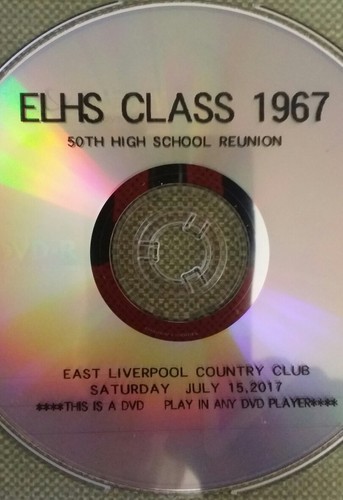 ELHS CLASS 1967
50TH HIGH SCHOOL REUNION
EAST LIVERPOOL COUNTRY CLUB
SATURDAY JULY 15,2017
****THIS IS A DVD PLAY IN ANY DVD PLAYER****